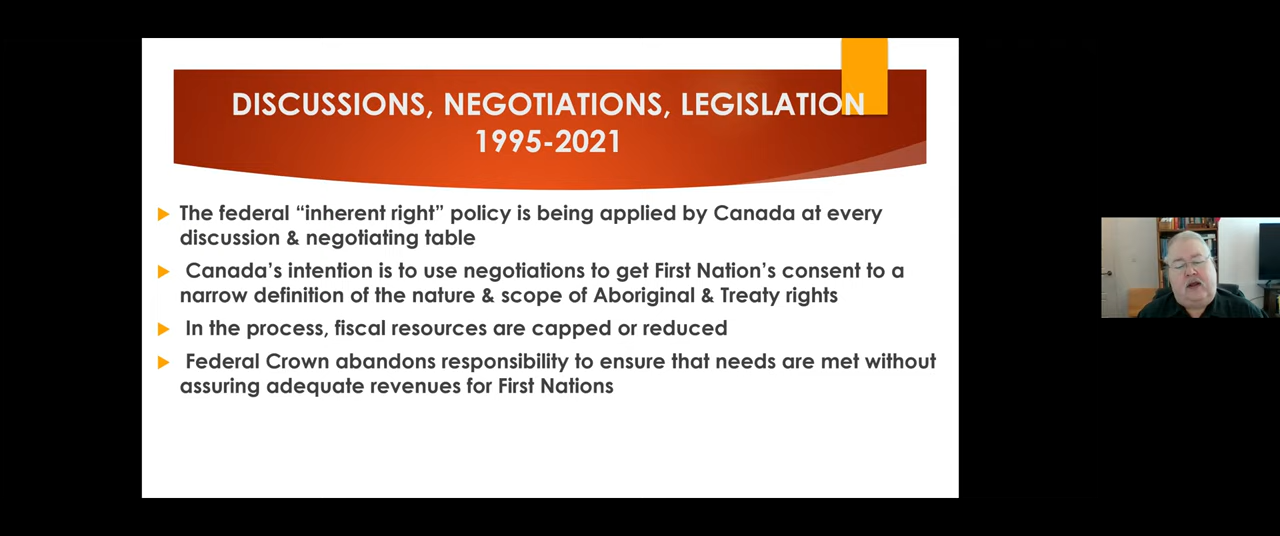 DISCUSSIONS, NEGOTIATIONS, LEGISLATION
1995-2021
The federal “inherent right” policy is being applied by Canada at every
discussion & negotiating table
Canada’s intention is to use negotiations to get First Nation’s consent to a
narrow definition of the nature & scope of Aboriginal & Treaty rights
In the process, fiscal resources are capped or reduced
Federal Crown abandons responsibility to ensure that needs are met without
assuring adequate revenues for First Nations